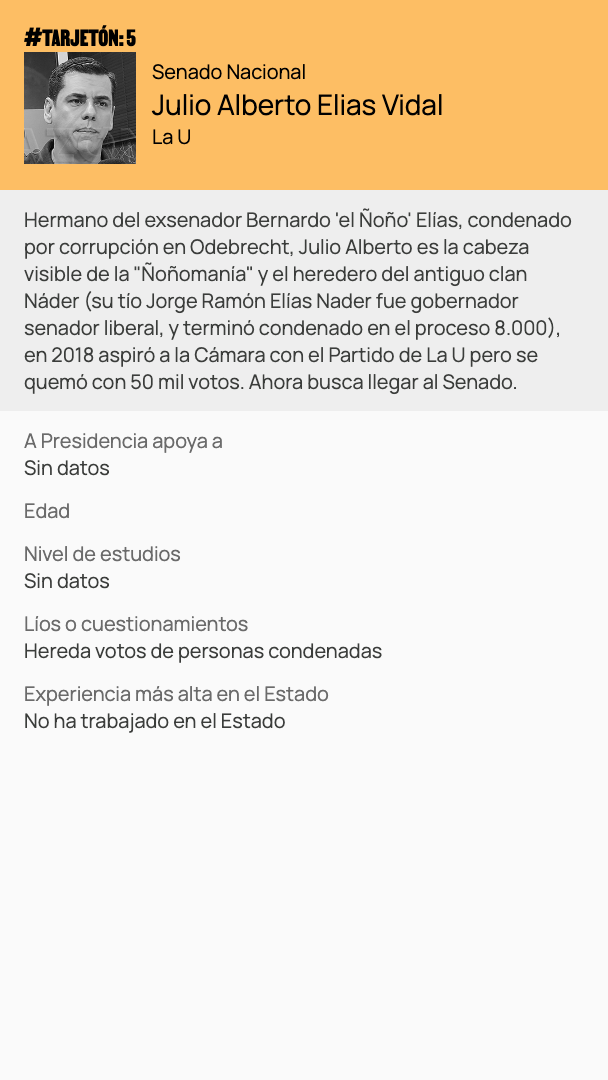 #TARJETÓN: 5
Senado Nacional
Julio Alberto Elias Vidal
La U
Hermano del exsenador Bernardo 'el Ñoño' Elías, condenado
por corrupción en Odebrecht, Julio Alberto es la cabeza
visible de la "Ñoñomanía" y el heredero del antiguo clan
Náder (su tío Jorge Ramón Elías Nader fue gobernador
senador liberal, y terminó condenado en el proceso 8.000),
en 2018 aspiró a la Cámara con el Partido de La U pero se
quemó con 50 mil votos. Ahora busca llegar al Senado.
A Presidencia apoya a
Sin datos
Edad
Nivel de estudios
Sin datos
Líos o cuestionamientos
Hereda votos de personas condenadas
Experiencia más alta en el Estado
No ha trabajado en el Estado